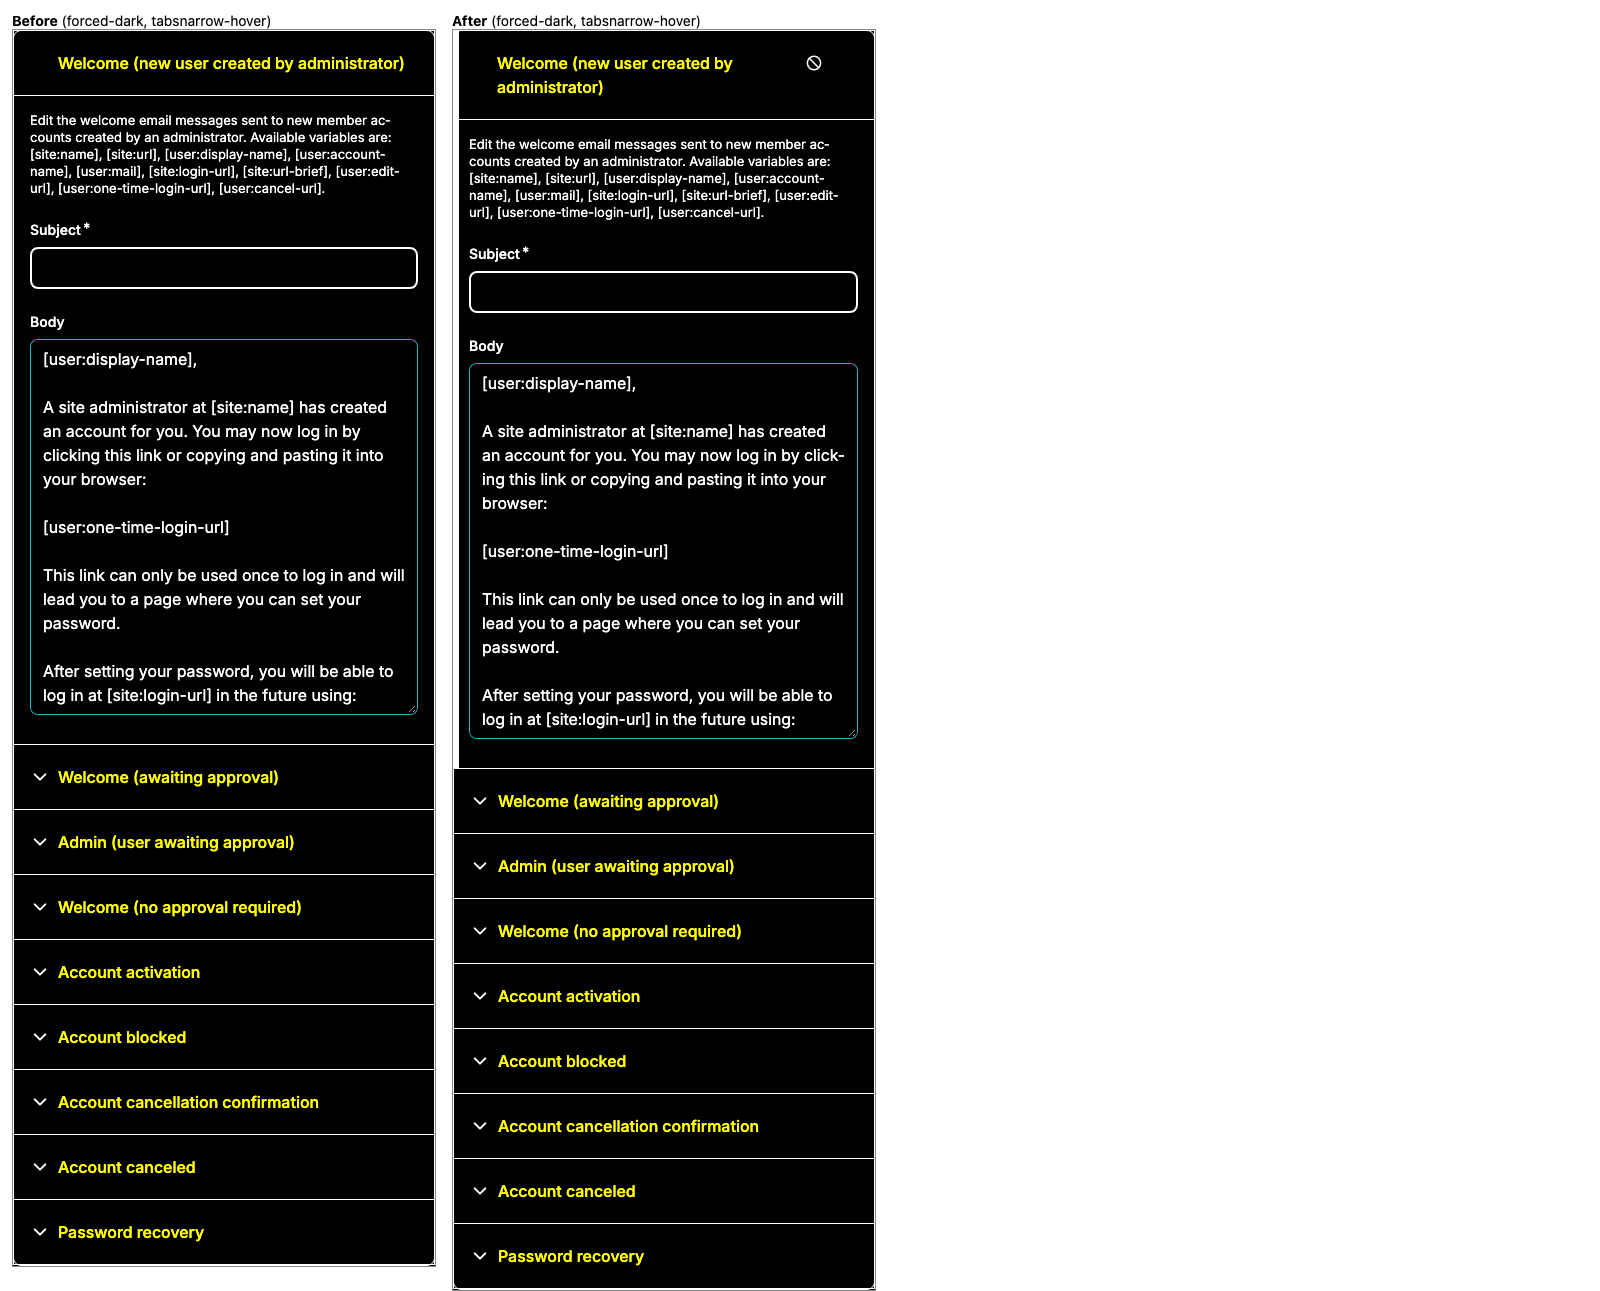 Before (forced-dark, tabsnarrow-hover)
Welcome (new user created by administrator)
Edit the welcome email messages sent to new member ac-
counts created by an administrator. Available variables are:
[site:name], [site:url], [user:display-name], [user:account-
name], [user:mail], [site:login-url], [site:url-brief], [user:edit-
url], [user:one-time-login-url], [user:cancel-url].
Subject*
Body
[user:display-name],
A site administrator at [site:name] has created
an account for you. You may now log in by
clicking this link or copying and pasting it into
your browser:
[user:one-time-login-url]
This link can only be used once to log in and will
lead you to a page where you can set your
password.
After setting your password, you will be able to
log in at [site:login-url] in the future using:
Welcome (awaiting approval)
Admin (user awaiting approval)
Welcome (no approval required)
Account activation
Account blocked
Account cancellation confirmation
Account canceled
Password recovery
After (forced-dark, tabsnarrow-hover)
Welcome (new user created by
administrator)
Edit the welcome email messages sent to new member ac-
counts created by an administrator. Available variables are:
[site:name], [site:url], [user:display-name], [user:account-
name], [user:mail], [site:login-url], [site:url-brief], [user:edit-
url], [user:one-time-login-url], [user:cancel-url].
Subject*
Body
[user:display-name],
A site administrator at [site:name] has created
an account for you. You may now log in by click-
ing this link or copying and pasting it into your
browser:
[user:one-time-login-url]
This link can only be used once to log in and will
lead you to a page where you can set your
password.
After setting your password, you will be able to
log in at [site:login-url] in the future using:
Welcome (awaiting approval)
Admin (user awaiting approval)
Welcome (no approval required)
Account activation
Account blocked
Account cancellation confirmation
Account canceled
Password recovery